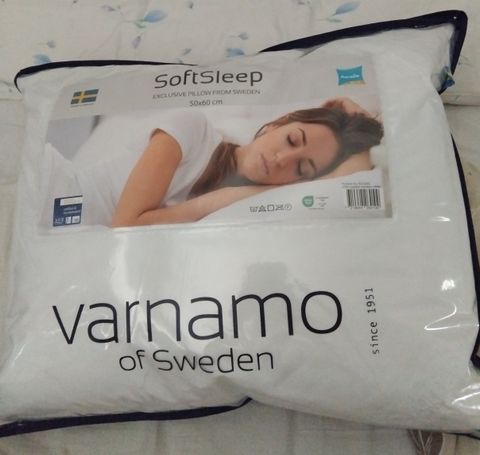 SoftSleep
EXCLUSIVE PILLOW FROM SWEDEN
50x60 cm
varnamo
of Sweden
since 1951